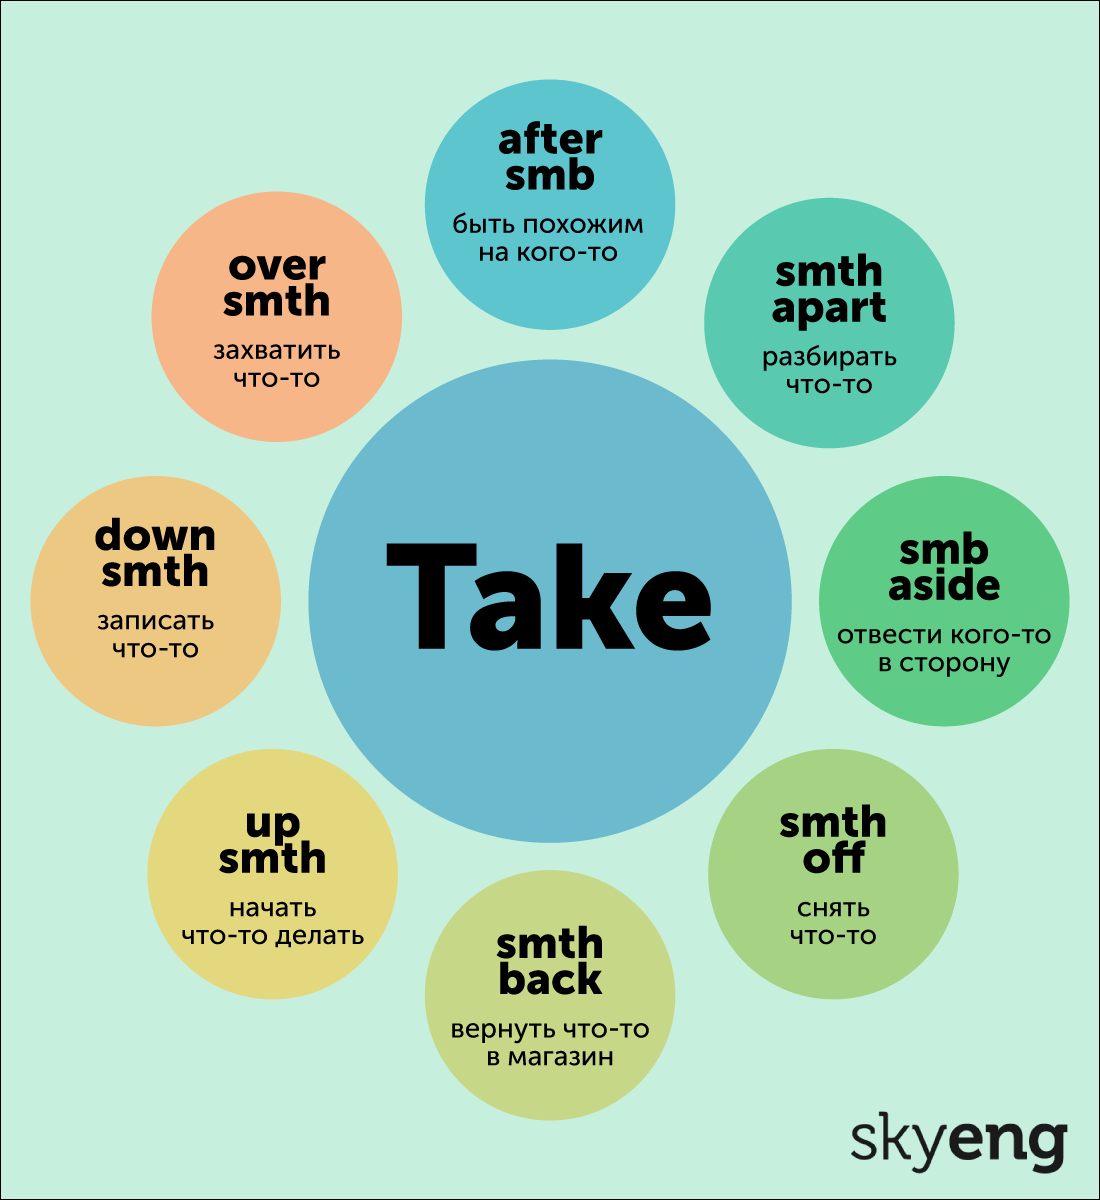 after
smb
быть похожим
на кого-то
smth
apart
разбирать
что-то
smb
aside
отвести кого-то
в сторону
smth
off
снять
что-то
smth
back
вернуть что-то
в магазин
up
smth
начать
что-то делать
down
smth
записать
что-то
over
smth
захватить
что-то
Take
skyeng